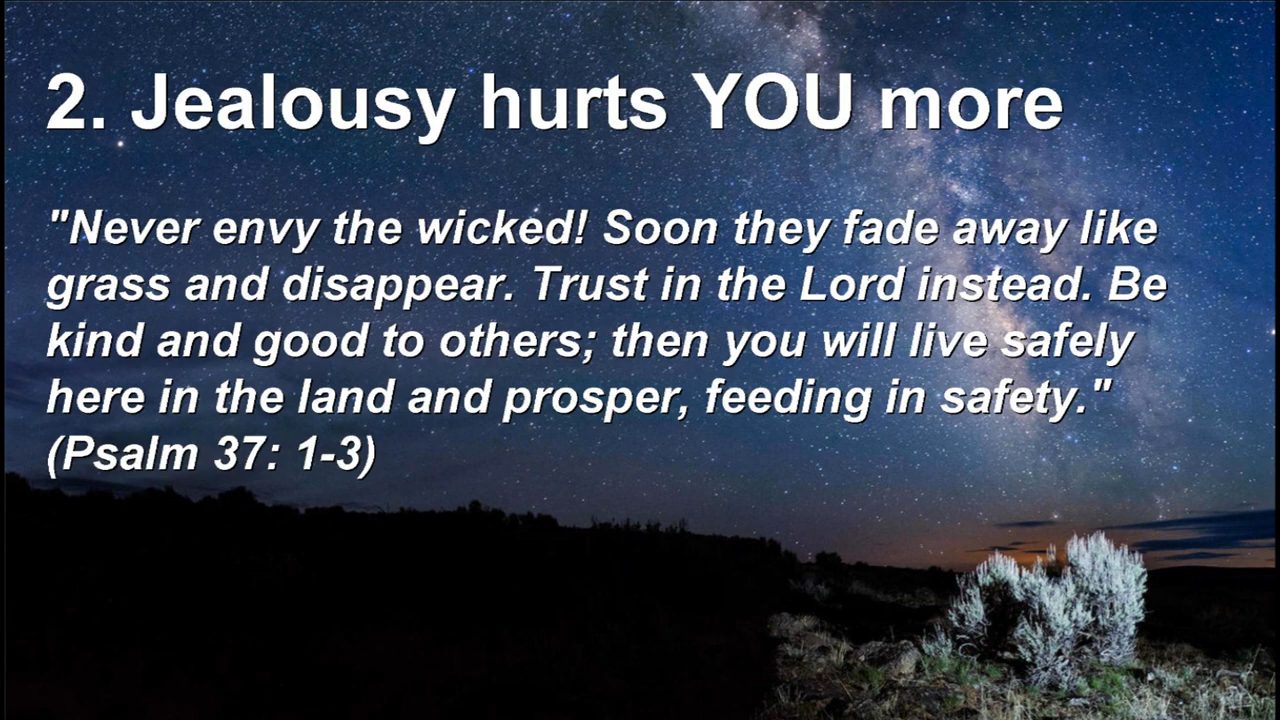 2. Jealousy hurts YOU more
"Never envy the wicked! Soon they fade away like
grass and disappear. Trust in the Lord instead. Be
kind and good to others; then you will live safely
here in the land and prosper, feeding in safety."
(Psalm 37: 1-3)